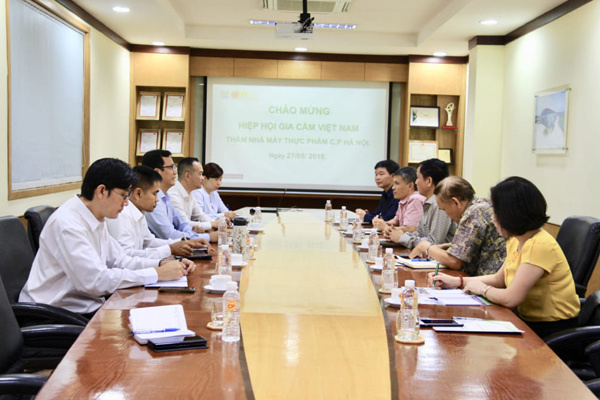 CHÀO MỪNG
HIỆP HỘI GIA CẦM VIỆT NAM
THĂM NHÀ MÁY THỰC PHẨM C.P HÀ NỘI
Ngày 27/09/ 2018